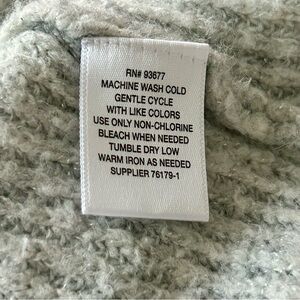 RN# 93677
MACHINE WASH COLD
GENTLE CYCLE
WITH LIKE COLORS
USE ONLY NON-CHLORINE
BLEACH WHEN NEEDED
TUMBLE DRY LOW
WARM IRON AS NEEDED
SUPPLIER 76179-1